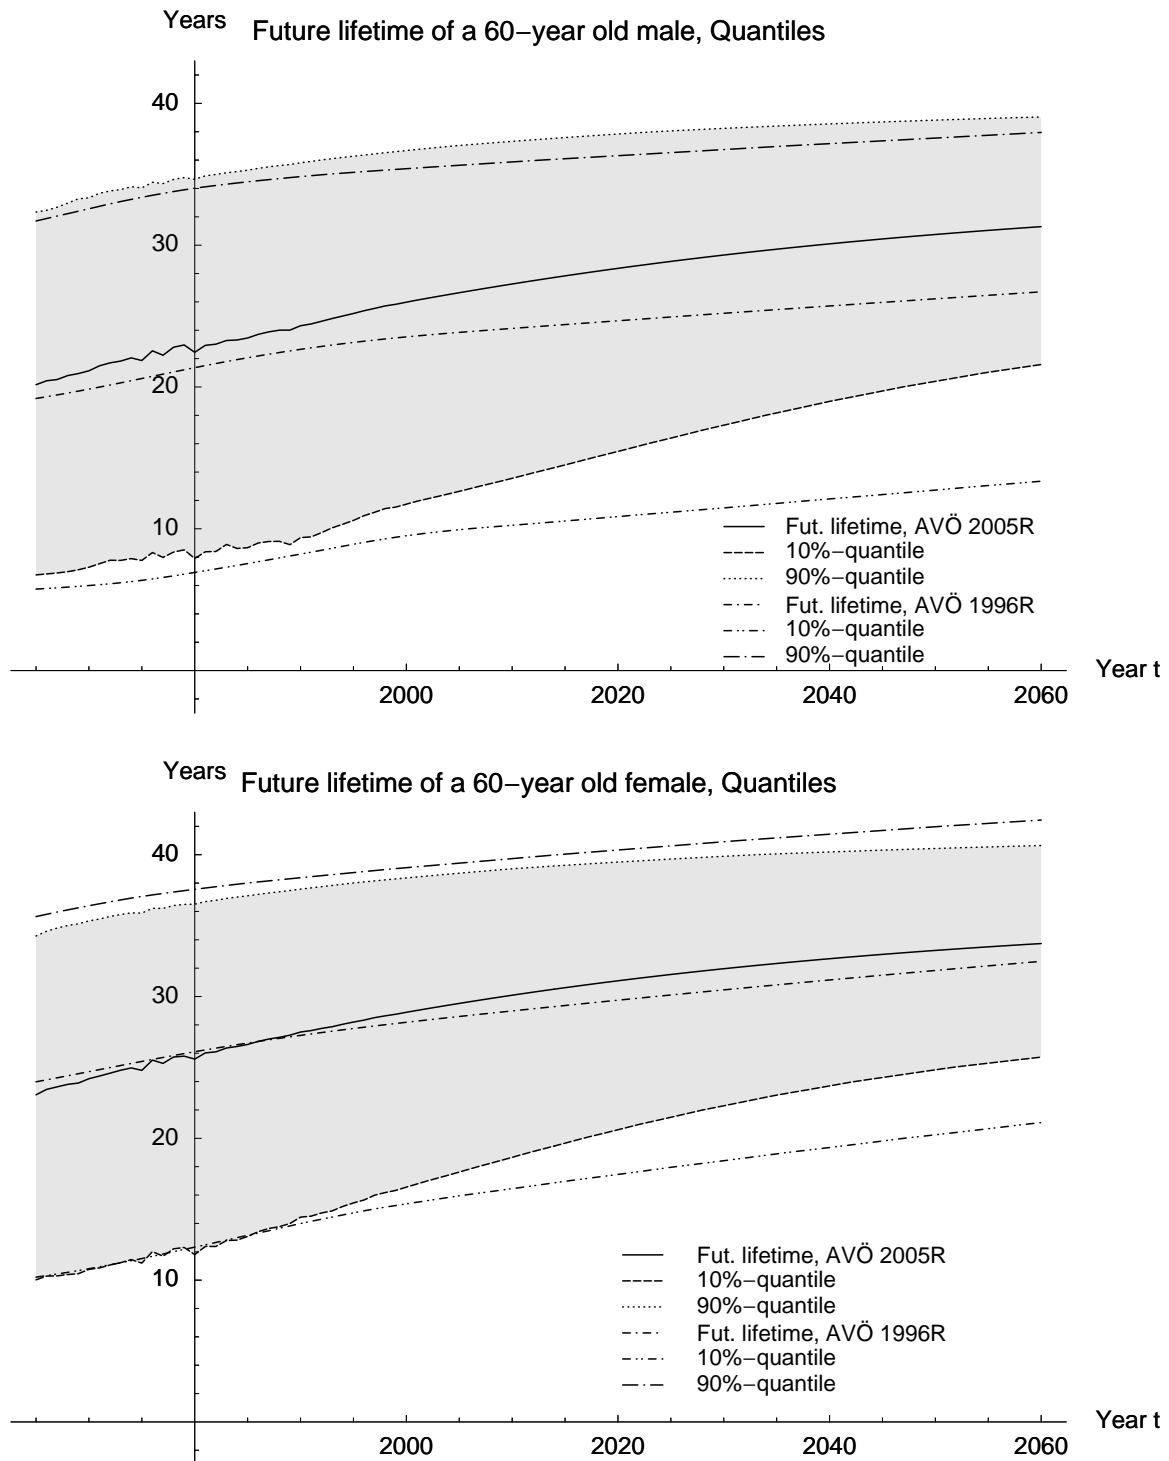 Years
Future lifetime of a 60−year old male, Quantiles
40
30
20
10
Fut. lifetime, AVÖ 2005R
10%−quantile
90%−quantile
Fut. lifetime, AVÖ 1996R
10%−quantile
90%−quantile
Year t
2000 2020 2040 2060
Years
Future lifetime of a 60−year old female, Quantiles
40
30
20
10
Fut. lifetime, AVÖ 2005R
10%−quantile
90%−quantile
Fut. lifetime, AVÖ 1996R
10%−quantile
90%−quantile
Year t
2000 2020 2040 2060